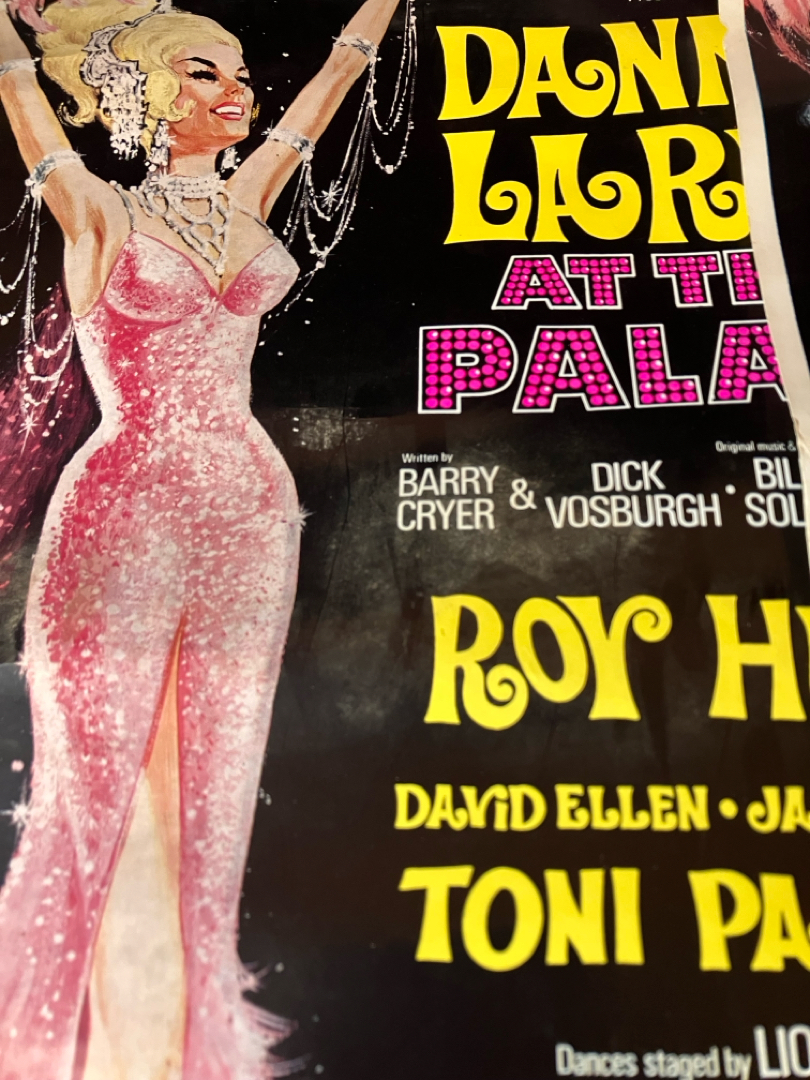 DANN
LAR
AT TH
PALA
Written by
Original music &
BARRY CRYER & DICK VOSBURGH · BIL
SOL
ROY H
DAVID ELLEN • JA
TONI PA
Dances staged by LIO